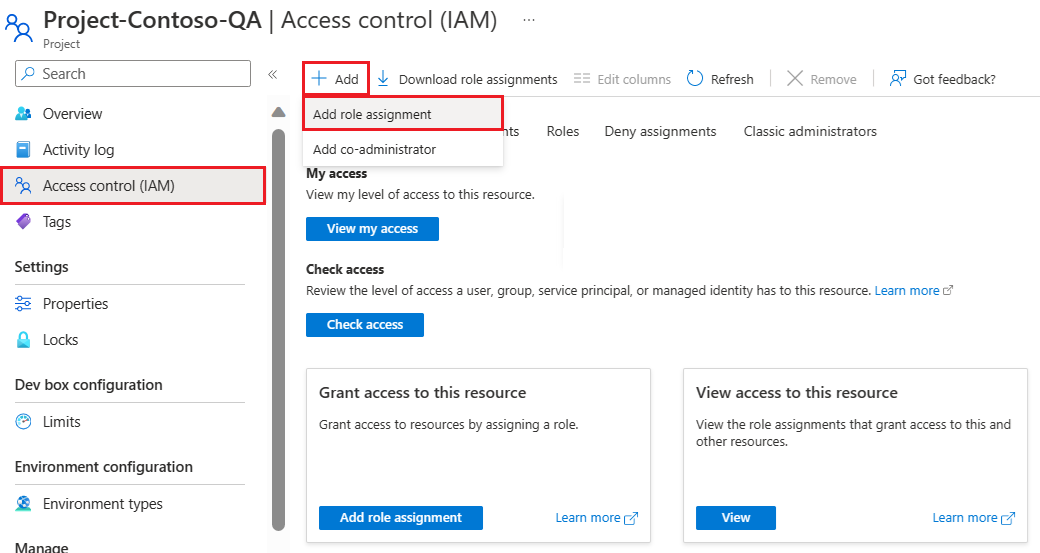 Project-Contoso-QA | Access control (IAM) ...
Project
Search
Overview
Activity log
Access control (IAM)
Tags
Settings
Properties
Locks
Dev box configuration
Limits
Environment configuration
Environment types
Manage
Add
Download role assignments
Edit columns
Refresh
Remove
Got feedback?
Add role assignment
Add co-administrator
nts
Roles
Deny assignments
Classic administrators
My access
View my level of access to this resource.
View my access
Check access
Review the level of access a user, group, service principal, or managed identity has to this resource. Learn more
Check access
Grant access to this resource
Grant access to resources by assigning a role.
Add role assignment
Learn more
View access to this resource
View the role assignments that grant access to this and
other resources.
View
Learn more